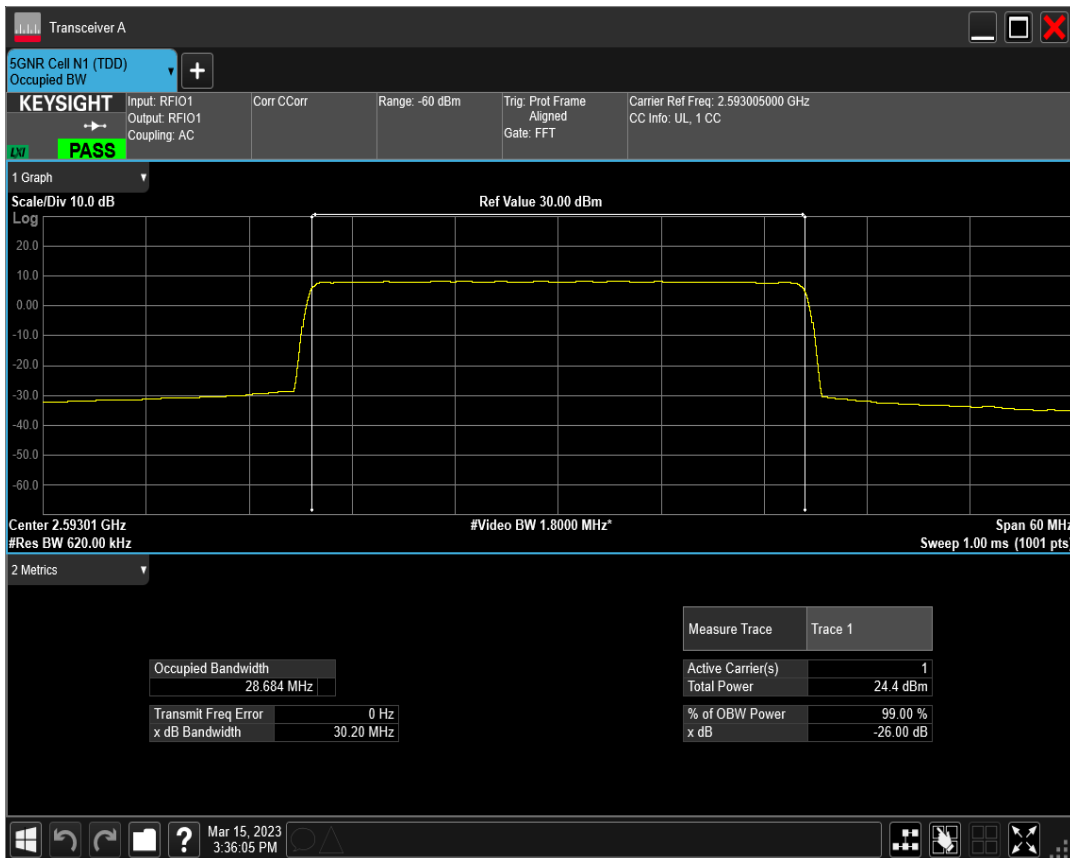 Transceiver A
5GNR Cell N1 (TDD)
Occupied BW
KEYSIGHT
LXI
PASS
Input: RFIO1
Output: RFIO1
Coupling: AC
Corr CCorr
Range: -60 dBm
Trig: Prot Frame
Aligned
Gate: FFT
Carrier Ref Freq: 2.593005000 GHz
CC Info: UL, 1 CC
1 Graph
Scale/Div 10.0 dB
Ref Value 30.00 dBm
Log
20.0
10.0
0.00
-10.0
-20.0
-30.0
-40.0
-50.0
-60.0
Center 2.59301 GHz
#Video BW 1.8000 MHz*
Span 60 MHz
#Res BW 620.00 kHz
Sweep 1.00 ms (1001 pts)
2 Metrics
Measure Trace Trace 1
Occupied Bandwidth
28.684 MHz
Active Carrier(s) 1
Total Power 24.4 dBm
Transmit Freq Error 0 Hz
x dB Bandwidth 30.20 MHz
% of OBW Power 99.00 %
x dB -26.00 dB
?
Mar 15, 2023
3:36:05 PM